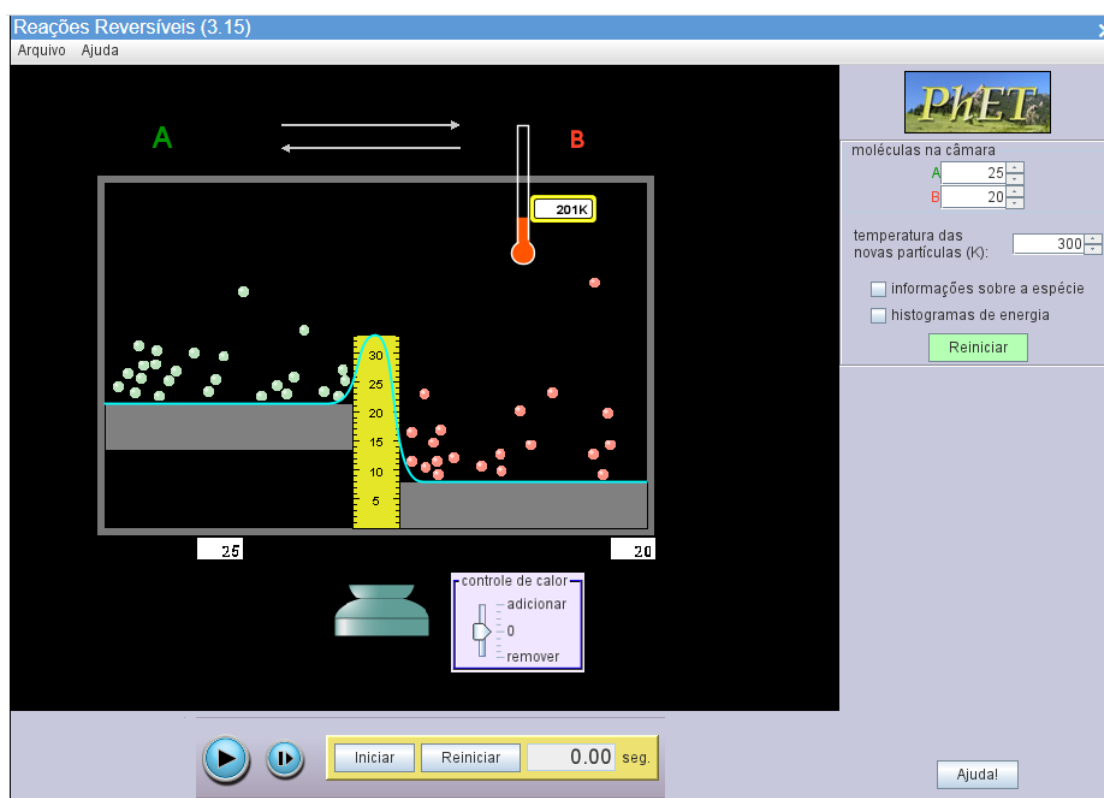 Reações Reversíveis (3.15)
Arquivo Ajuda
A
B
201K
30
25
20
15
10
5
25
20
controle de calor
adicionar
0
remover
Iniciar
Reiniciar
0.00 seg.
PhET
moléculas na câmara
A 25
B 20
temperatura das
novas partículas (K): 300
informações sobre a espécie
histogramas de energia
Reiniciar
Ajuda!